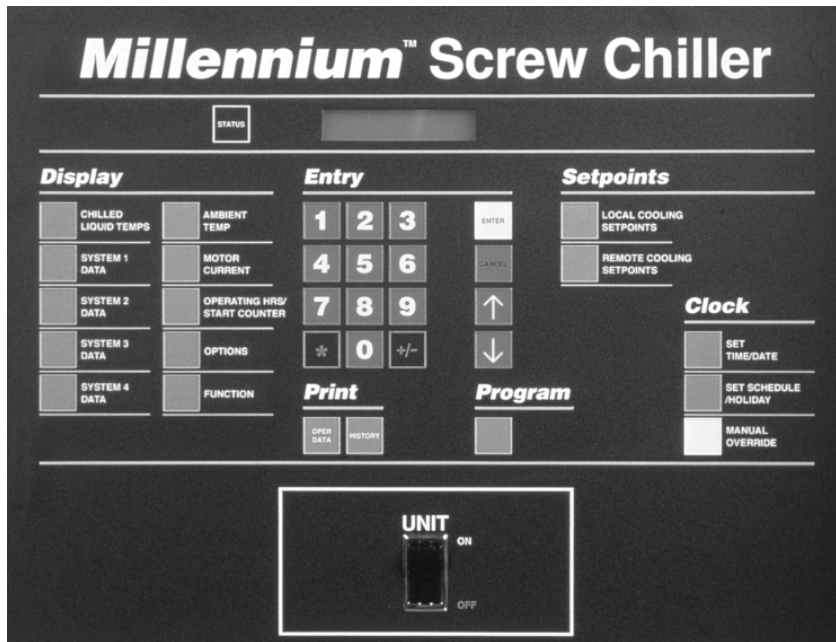 Millennium™ Screw Chiller
STATUS
Display
CHILLED
LIQUID TEMPS
AMBIENT
TEMP
SYSTEM 1
DATA
MOTOR
CURRENT
SYSTEM 2
DATA
OPERATING HRS/
START COUNTER
SYSTEM 3
DATA
OPTIONS
SYSTEM 4
DATA
FUNCTION
Entry
1 2 3
ENTER
4 5 6
CANCEL
7 8 9
↑
* 0 +/-
↓
Print
OPER
DATA
HISTORY
Program
Setpoints
LOCAL COOLING
SETPOINTS
REMOTE COOLING
SETPOINTS
Clock
SET
TIME/DATE
SET SCHEDULE
/HOLIDAY
MANUAL
OVERRIDE
UNIT
ON
OFF